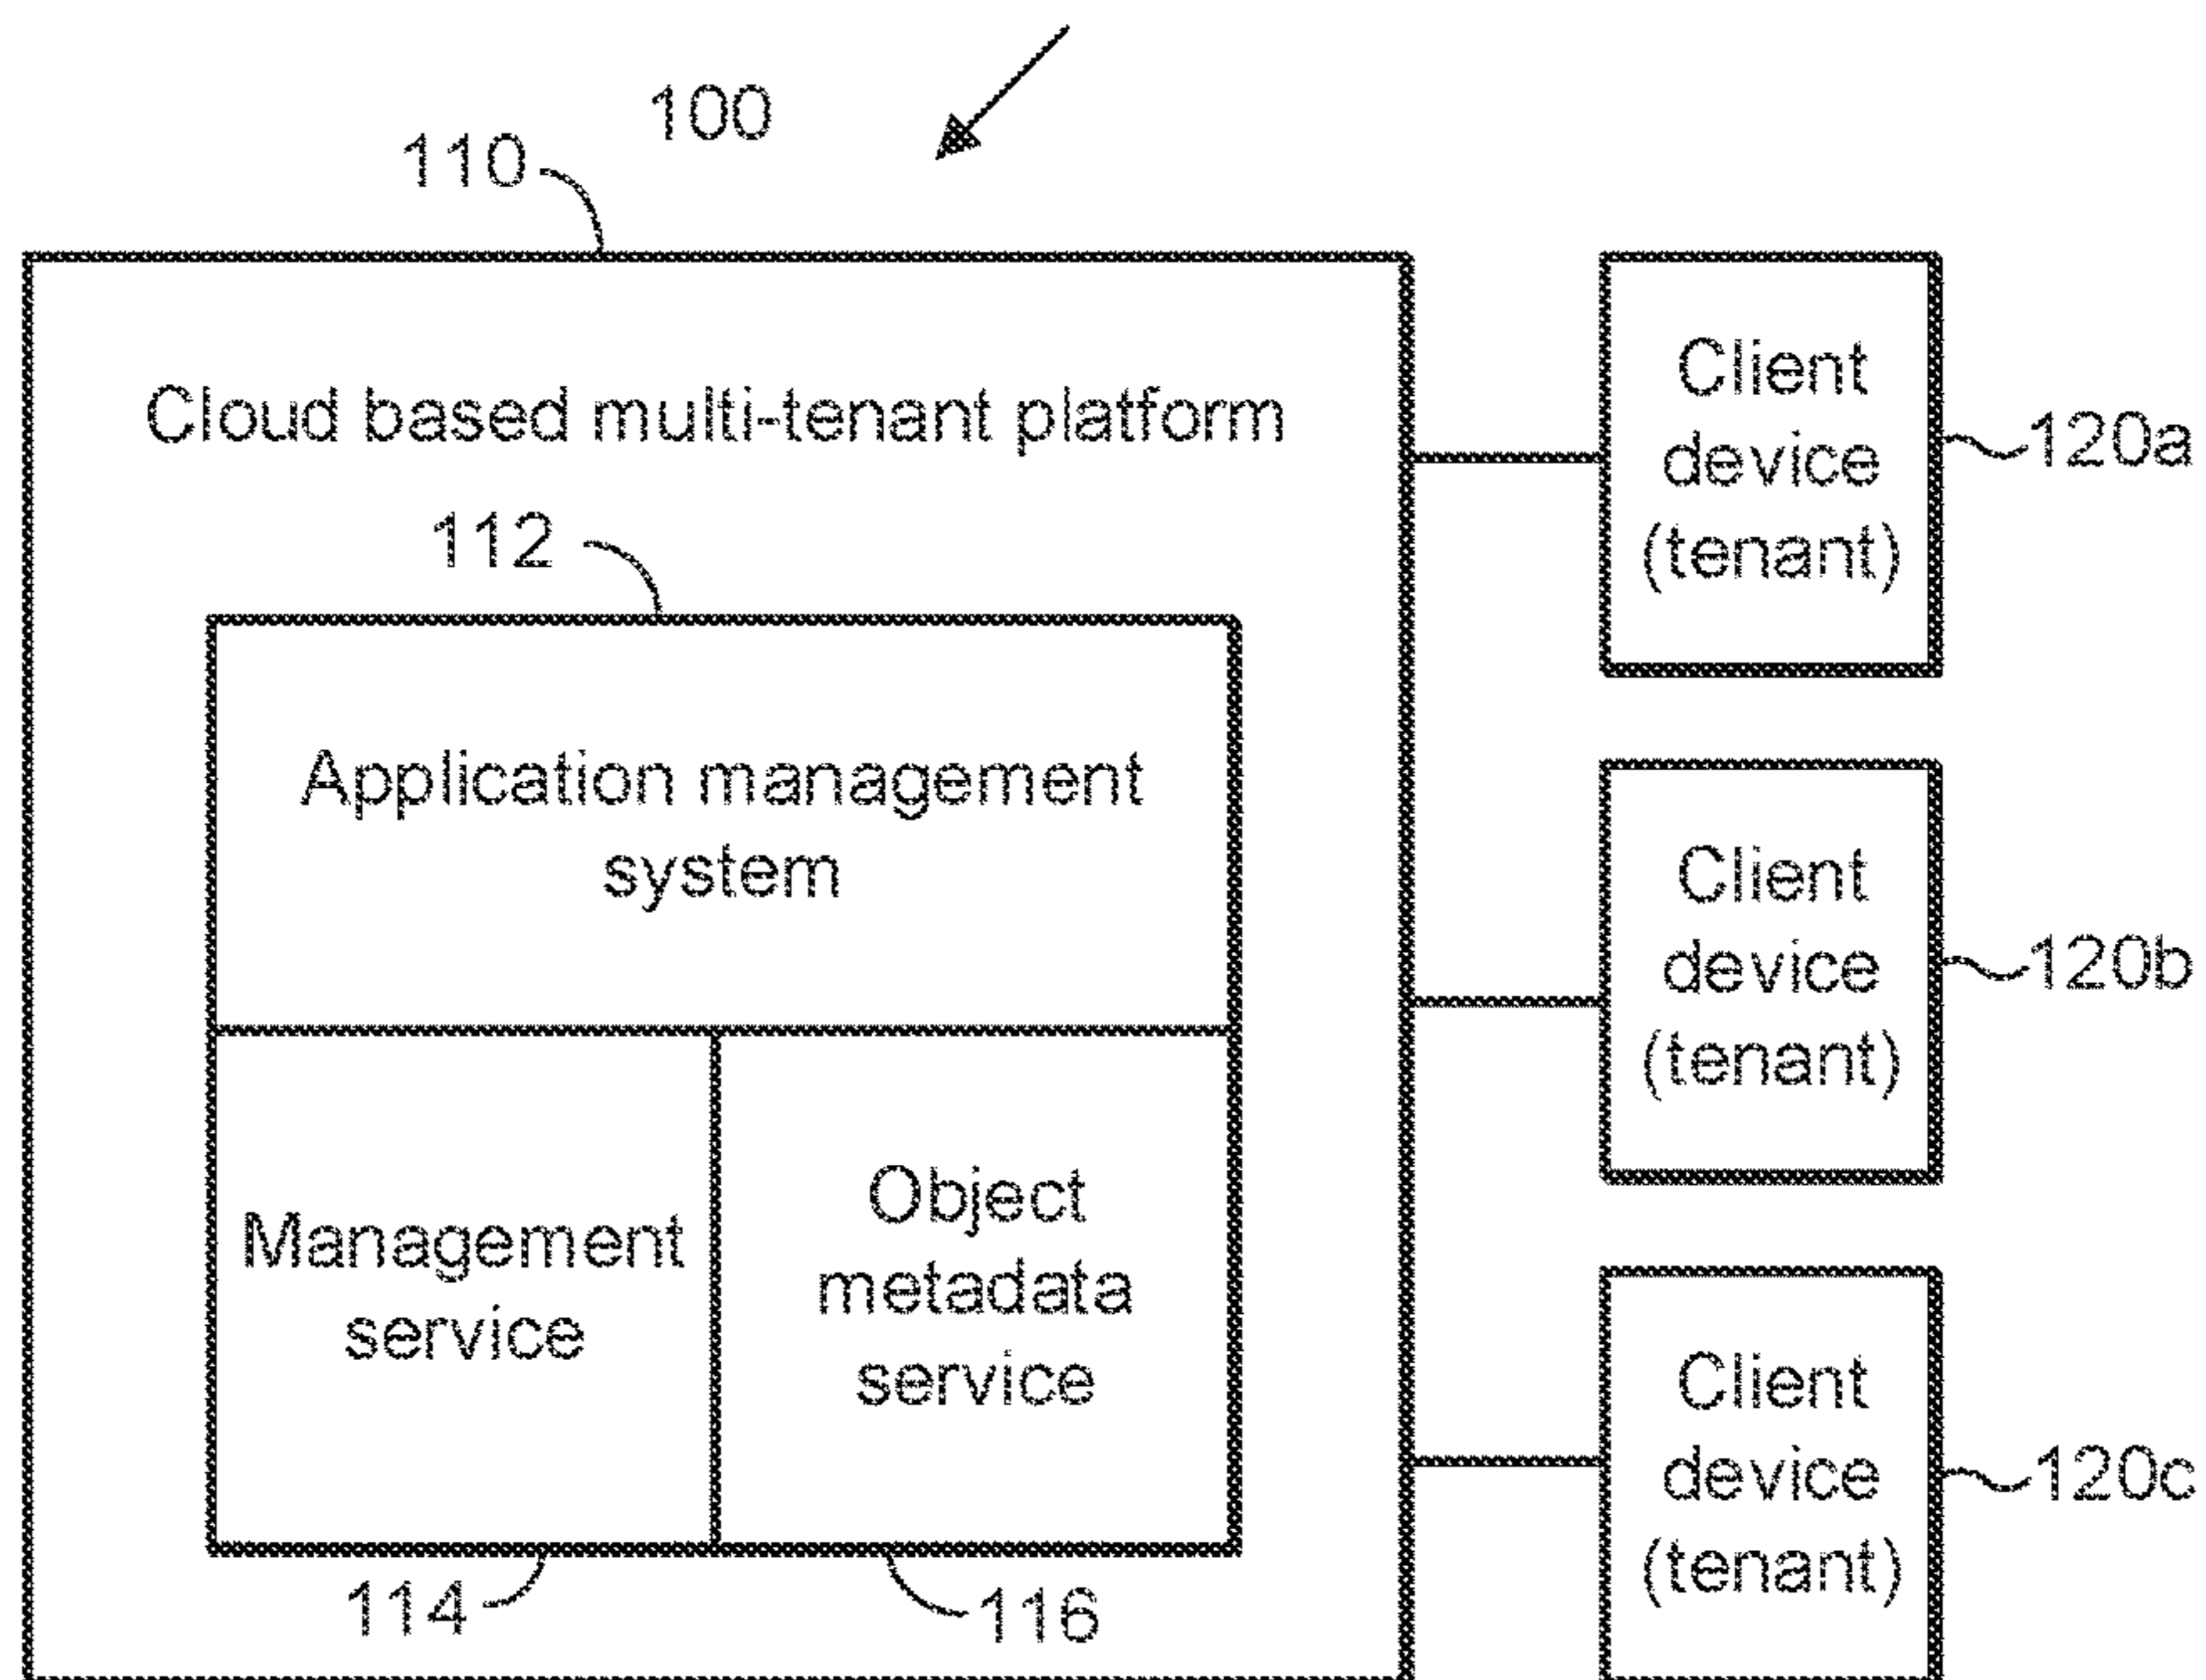 100
110
Cloud based multi-tenant platform
112
Application management
system
Management
service
Object
metadata
service
114
116
Client
device
(tenant)
120a
Client
device
(tenant)
120b
Client
device
(tenant)
120c